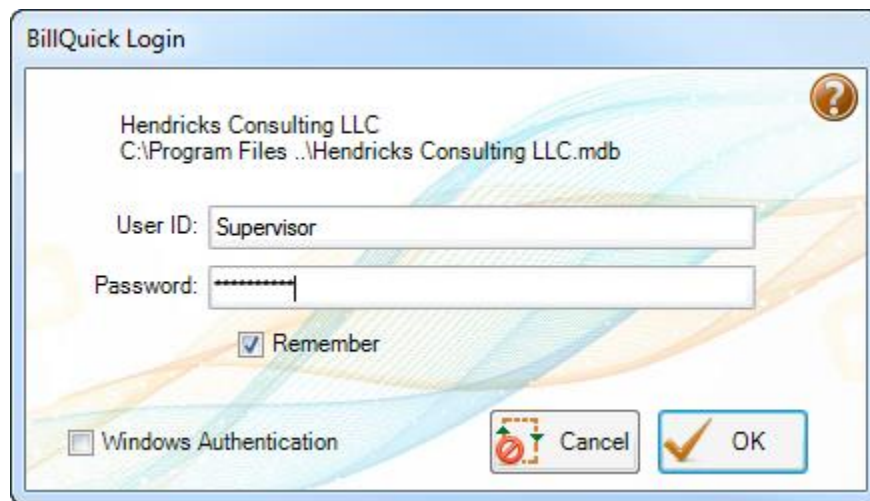 BillQuick Login
Hendricks Consulting LLC
C:\Program Files ..\Hendricks Consulting LLC.mdb
User ID: Supervisor
Password: **********
Remember
Windows Authentication
Cancel
OK